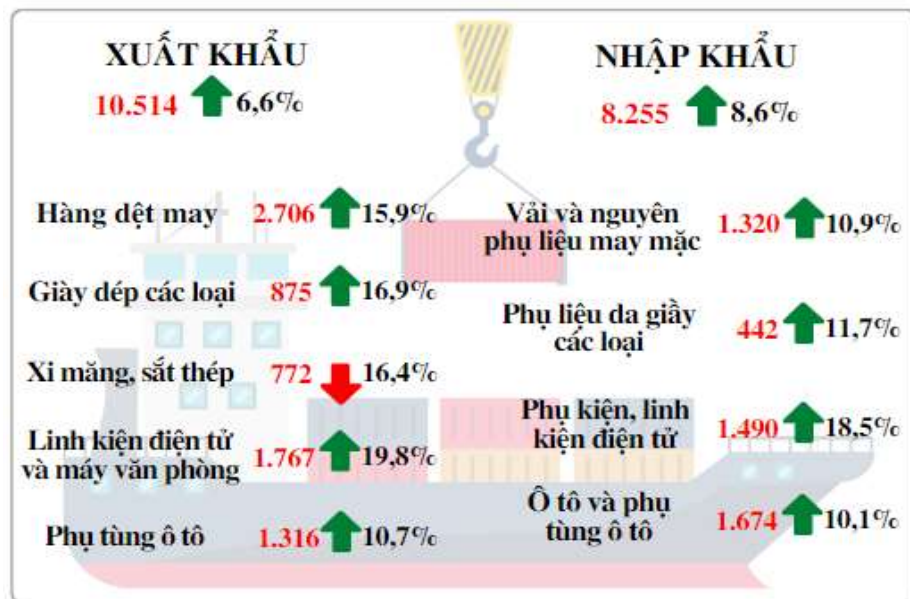 XUẤT KHẨU
10.514 6,6%
Hàng dệt may 2.706 15,9%
Giày dép các loại 875 16,9%
Xi măng, sắt thép 772 16,4%
Linh kiện điện tử
và máy văn phòng 1.767 19,8%
Phụ tùng ô tô 1.316 10,7%
NHẬP KHẨU
8.255 8,6%
Vải và nguyên
phụ liệu may mặc 1.320 10,9%
Phụ liệu da giầy
các loại 442 11,7%
Phụ kiện, linh
kiện điện tử 1.490 18,5%
Ô tô và phụ
tùng ô tô 1.674 10,1%